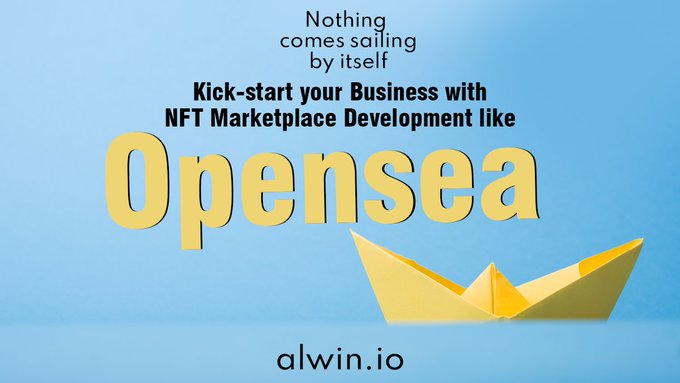 Nothing
comes sailing
by itself
Kick-start your Business with
NFT Marketplace Development like
Opensea
alwin.io